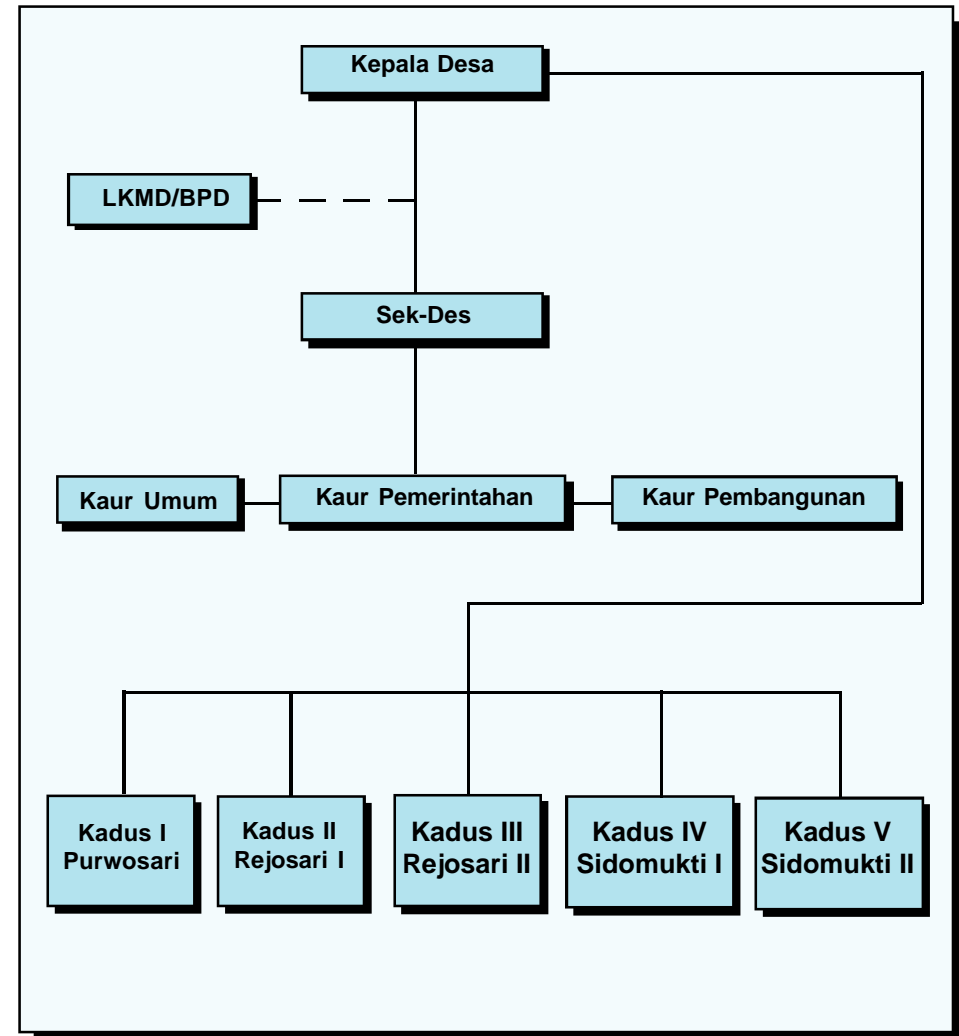 Kepala Desa
LKMD/BPD
Sek-Des
Kaur Umum
Kaur Pemerintahan
Kaur Pembangunan
Kadus I
Purwosari
Kadus II
Rejosari I
Kadus III
Rejosari II
Kadus IV
Sidomukti I
Kadus V
Sidomukti II